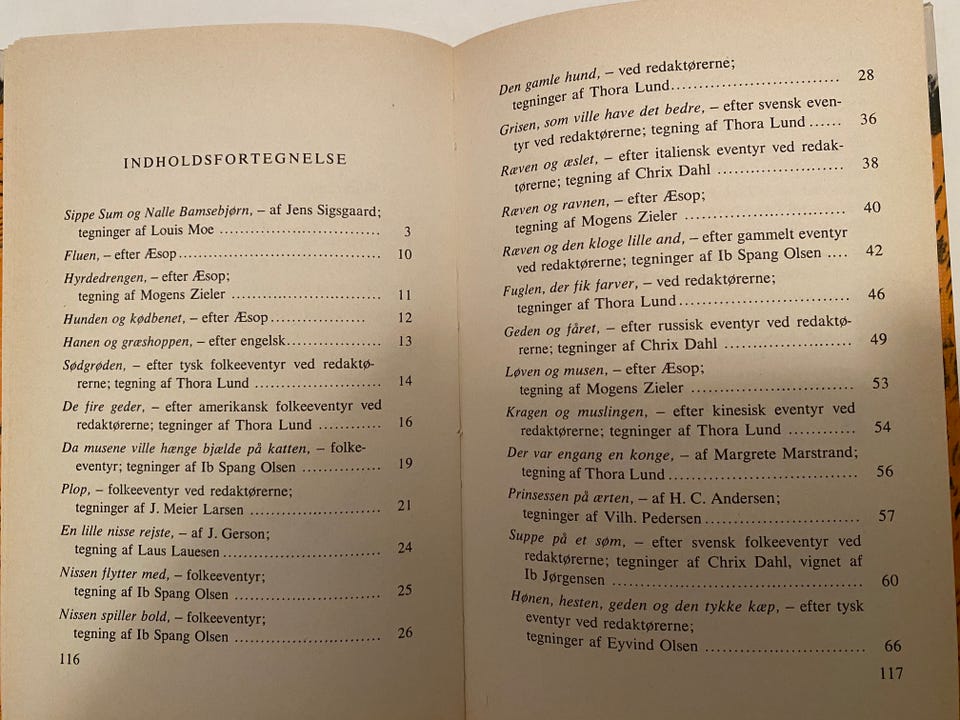 INDHOLDSFORTEGNELSE
Sippe Sum og Nalle Bamsebjørn, – af Jens Sigsgaard;
tegninger af Louis Moe ................................ 3
Fluen, – efter Æsop........................................ 10
Hyrdedrengen, – efter Æsop;
tegning af Mogens Zieler .............................. 11
Hunden og kødbenet, – efter Æsop................... 12
Hanen og græshoppen, – efter engelsk................... 13
Sødgrøden, – efter tysk folkeeventyr ved redaktø-
rerne; tegning af Thora Lund ......................... 14
De fire geder, – efter amerikansk folkeeventyr ved
redaktørerne; tegninger af Thora Lund ............ 16
Da musene ville hænge bjælde på katten, – folke-
eventyr; tegninger af Ib Spang Olsen ............... 19
Plop, – folkeeventyr ved redaktørerne;
tegninger af J. Meier Larsen .......................... 21
En lille nisse rejste, – af J. Gerson;
tegning af Laus Lauesen ............................... 24
Nissen flytter med, – folkeeventyr;
tegning af Ib Spang Olsen ............................. 25
Nissen spiller bold, – folkeeventyr;
tegning af Ib Spang Olsen ............................. 26
116
Den gamle hund, – ved redaktørerne;
tegninger af Thora Lund................................. 28
Grisen, som ville have det bedre, – efter svensk even-
tyr ved redaktørerne; tegning af Thora Lund ...... 36
Ræven og æslet, – efter italiensk eventyr ved redak-
tørerne; tegning af Chrix Dahl ......................... 38
Ræven og ravnen, – efter Æsop;
tegning af Mogens Zieler ................................ 40
Ræven og den kloge lille and, – efter gammelt eventyr
ved redaktørerne; tegninger af Ib Spang Olsen .... 42
Fuglen, der fik farver, – ved redaktørerne;
tegninger af Thora Lund................................. 46
Geden og fåret, – efter russisk eventyr ved redaktø-
rerne; tegninger af Chrix Dahl ......................... 49
Løven og musen, – efter Æsop;
tegning af Mogens Zieler ................................ 53
Kragen og muslingen, – efter kinesisk eventyr ved
redaktørerne; tegninger af Thora Lund ............. 54
Der var engang en konge, – af Margrete Marstrand;
tegning af Thora Lund................................... 56
Prinsessen på ærten, – af H. C. Andersen;
tegninger af Vilh. Pedersen.............................. 57
Suppe på et søm, – efter svensk folkeeventyr ved
redaktørerne; tegninger af Chrix Dahl, vignet af
Ib Jørgensen ................................................ 60
Hønen, hesten, geden og den tykke kæp, – efter tysk
eventyr ved redaktørerne;
tegninger af Eyvind Olsen .............................. 66
117